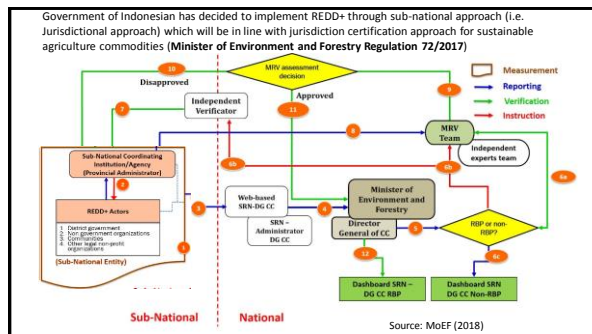 Government of Indonesian has decided to implement REDD+ through sub-national approach (i.e.
Jurisdictional approach) which will be in line with jurisdiction certification approach for sustainable
agriculture commodities (Minister of Environment and Forestry Regulation 72/2017)
10
Disapproved
MRV assessment
decision
Measurement
Reporting
Verification
Instruction
7
Independent
Verificator
Approved
11
9
8
MRV
Team
Independent
experts team
Sub-National Coordinating
Institution/Agency
(Provincial Administrator)
6b
6b
6a
2
REDD+ Actors
1 District government
2 Non government organizations
3 Communities
4 Other legal non-profit
organizations
(Sub-National Entity)
1
3
Web-based
SRN-DG CC
SRN –
Administrator
DG CC
4
Minister of
Environment and
Forestry
Director
General of CC
5
RBP or non-
RBP?
12
6c
Dashboard SRN –
DG CC RBP
Dashboard SRN
DG CC Non-RBP
Sub-National
National
Source: MoEF (2018)